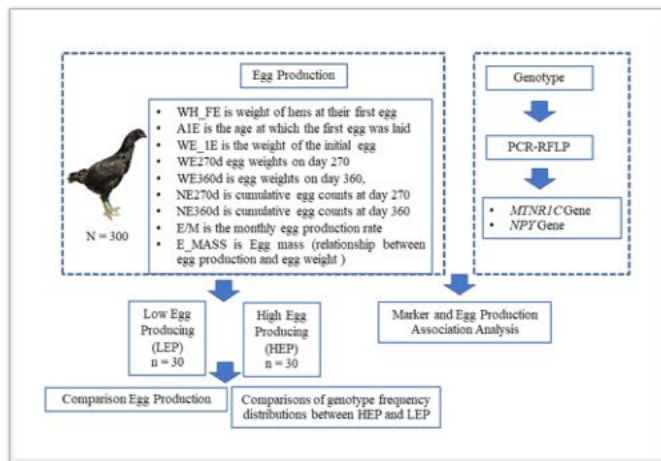 Egg Production
• WH_FE is weight of hens at their first egg
• A1E is the age at which the first egg was laid
• WE_1E is the weight of the initial egg
• WE270d egg weights on day 270
• WE360d is egg weights on day 360,
• NE270d is cumulative egg counts at day 270
• NE360d is cumulative egg counts at day 360
• E/M is the monthly egg production rate
• E_MASS is Egg mass (relationship between
egg production and egg weight )
N = 300
Genotype
PCR-RFLP
• MTNR1C Gene
• NPY Gene
Low Egg
Producing
(LEP)
n = 30
High Egg
Producing
(HEP)
n = 30
Marker and Egg Production
Association Analysis
Comparison Egg Production
Comparisons of genotype frequency
distributions between HEP and LEP